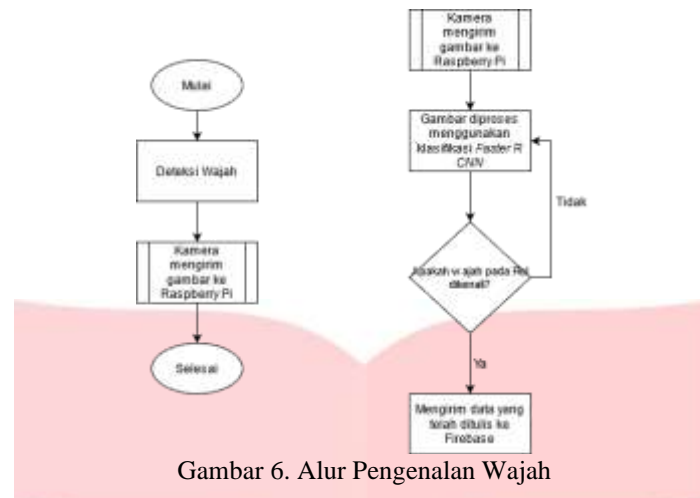 Mulai
Deteksi Wajah
Kamera
mengirim
gambar ke
Raspberry Pi
Selesai
Kamera
mengirim
gambar ke
Raspberry Pi
Gambar diproses
menggunakan
klasifikasi Faster R
CNN
Tidak
Apakah wajah pada RoI
dikenali?
Ya
Mengirim data yang
telah ditulis ke
Firebase
Gambar 6. Alur Pengenalan Wajah